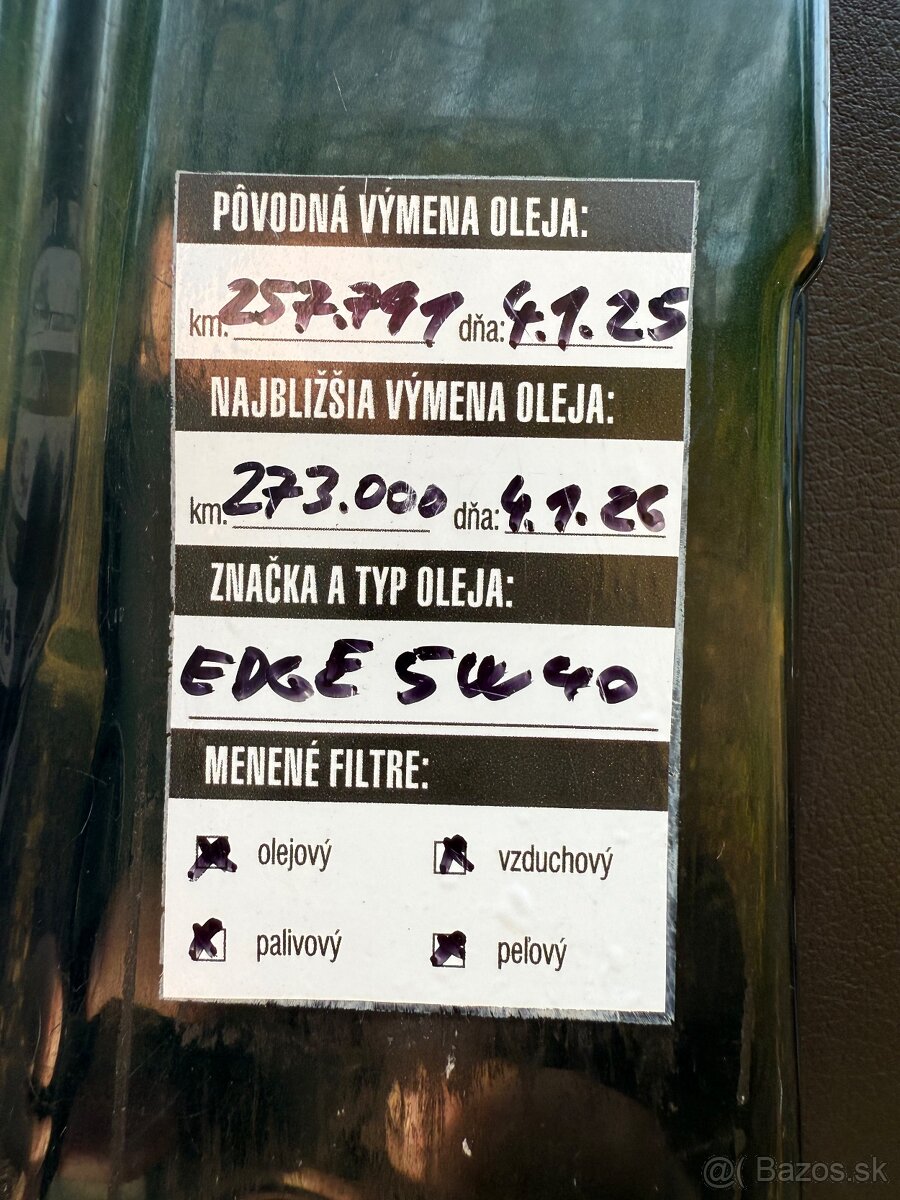 PÔVODNÁ VÝMENA OLEJA:
km: 257.791 dňa: 4.1.25
NAJBLIŽŠIA VÝMENA OLEJA:
km: 273.000 dňa: 4.1.26
ZNAČKA A TYP OLEJA:
EDGE 5W40
MENENÉ FILTRE:
olejový vzduchový
palivový peľový
@( Bazos.sk